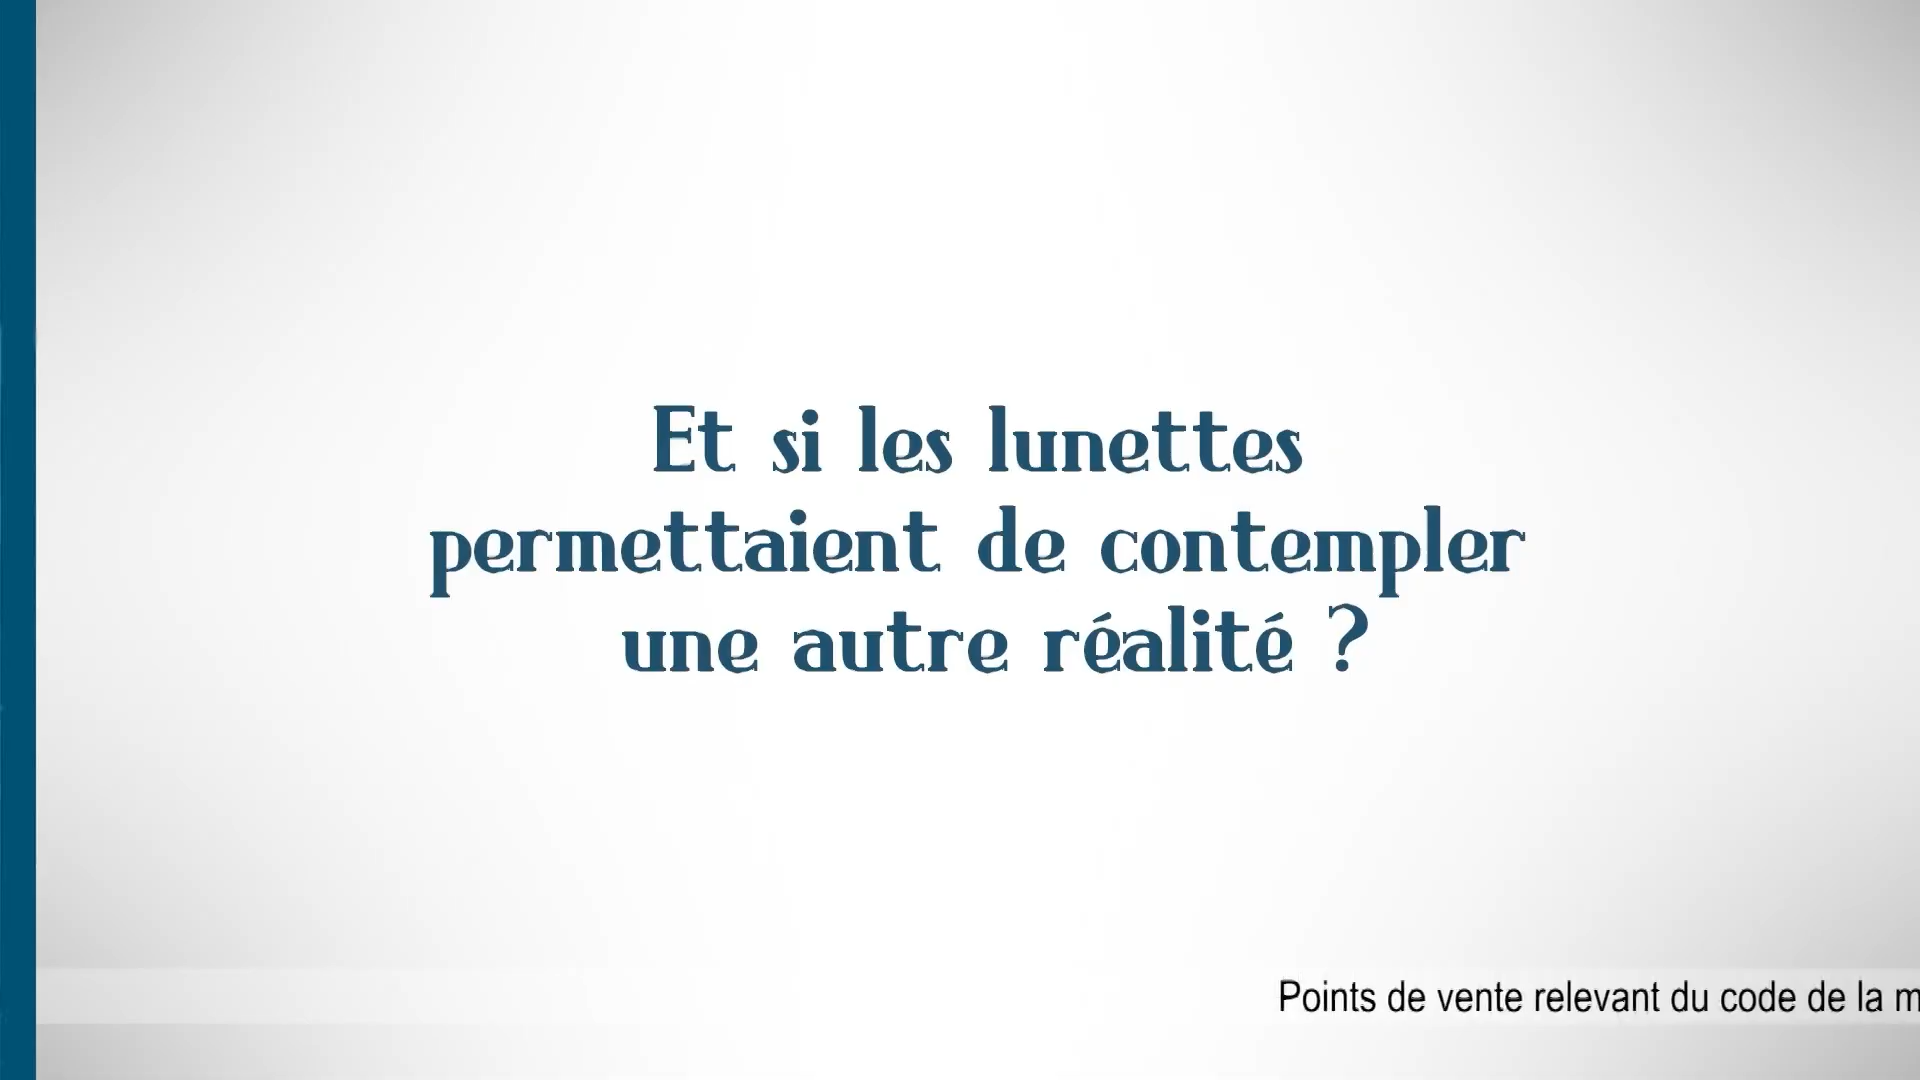 Et si les lunettes
permettaient de contempler
une autre réalité ?
Points de vente relevant du code de la